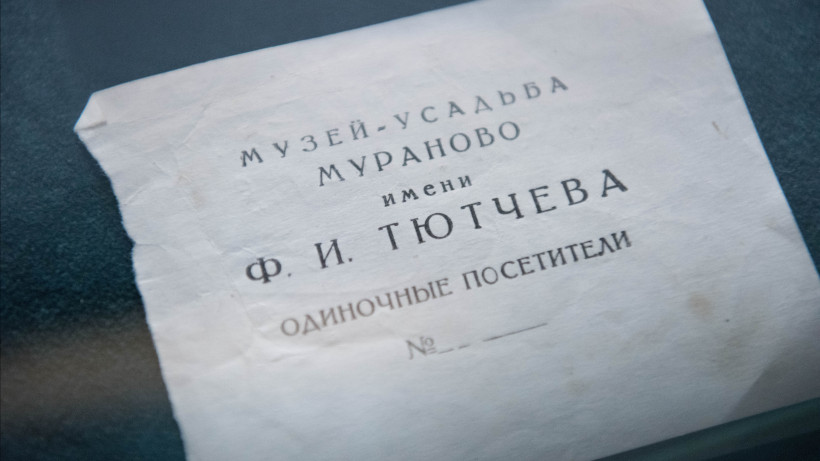 МУЗЕЙ-УСАДЬБА
МУРАНОВО
имени
Ф. И. ТЮТЧЕВА
ОДИНОЧНЫЕ ПОСЕТИТЕЛИ
№